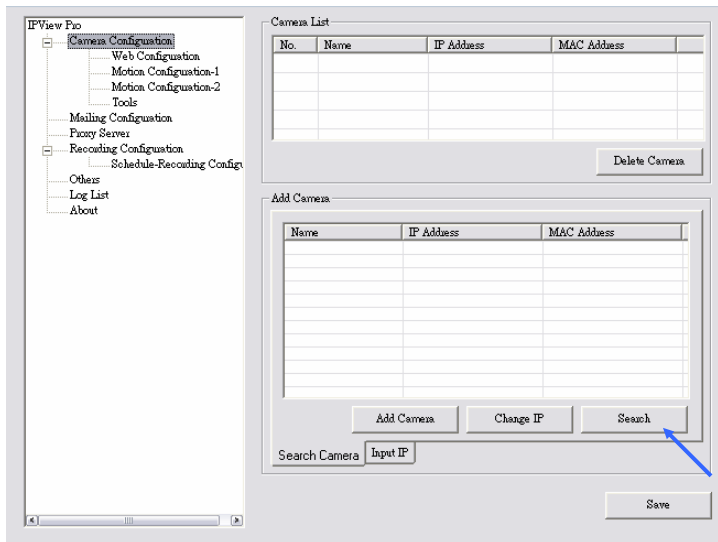 IPView Pro
Camera Configuration
Web Configuration
Motion Configuration-1
Motion Configuration-2
Tools
Mailing Configuration
Proxy Server
Recording Configuration
Schedule-Recording Configu
Others
Log List
About
Camera List
No. Name IP Address MAC Address
Delete Camera
Add Camera
Name IP Address MAC Address
Add Camera Change IP Search
Search Camera Input IP
Save